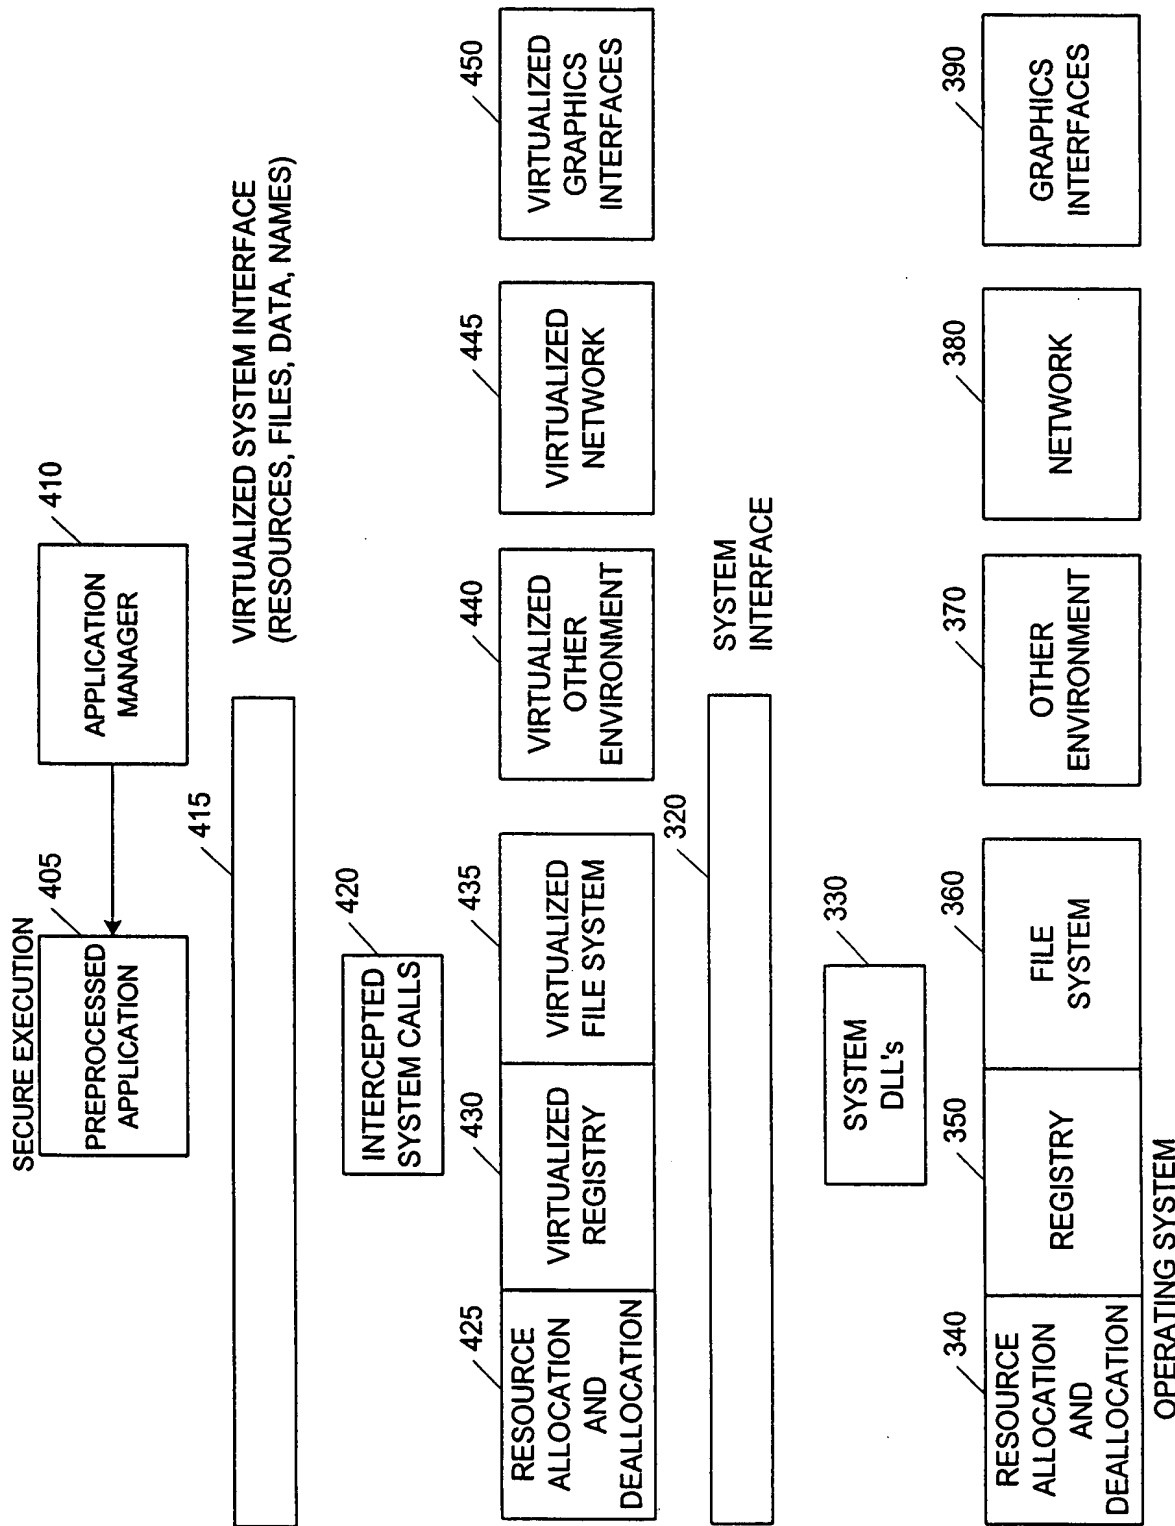 SECURE EXECUTION
405
PREPROCESSED
APPLICATION
410
APPLICATION
MANAGER
415
VIRTUALIZED SYSTEM INTERFACE
(RESOURCES, FILES, DATA, NAMES)
420
INTERCEPTED
SYSTEM CALLS
425
RESOURCE
ALLOCATION
AND
DEALLOCATION
430
VIRTUALIZED
REGISTRY
435
VIRTUALIZED
FILE SYSTEM
440
VIRTUALIZED
OTHER
ENVIRONMENT
445
VIRTUALIZED
NETWORK
450
VIRTUALIZED
GRAPHICS
INTERFACES
320
SYSTEM
INTERFACE
330
SYSTEM
DLL's
340
RESOURCE
ALLOCATION
AND
DEALLOCATION
350
REGISTRY
360
FILE
SYSTEM
370
OTHER
ENVIRONMENT
380
NETWORK
390
GRAPHICS
INTERFACES
OPERATING SYSTEM